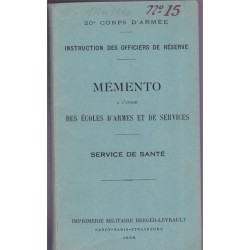 nº 15
20ᵉ CORPS D'ARMÉE
INSTRUCTION DES OFFICIERS DE RÉSERVE
MÉMENTO
A L'USAGE
DES ÉCOLES D'ARMES ET DE SERVICES
SERVICE DE SANTÉ
IMPRIMERIE MILITAIRE BERGER-LEVRAULT
NANCY-PARIS-STRASBOURG